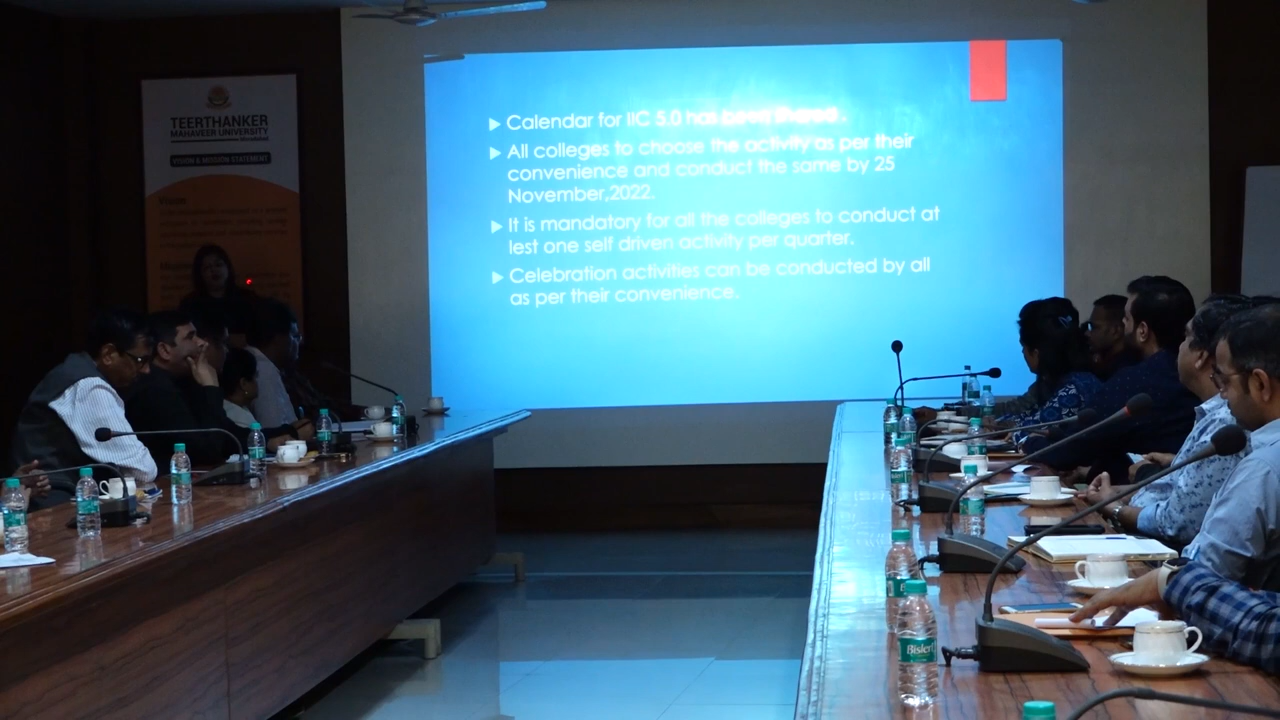 TEERTHANKER
MAHAVEER UNIVERSITY
VISION & MISSION STATEMENT
Vision
Calendar for IIC 5.0 has been shared.
All colleges to choose the activity as per their
convenience and conduct the same by 25
November,2022.
It is mandatory for all the colleges to conduct at
lest one self driven activity per quarter.
Celebration activities can be conducted by all
as per their convenience.
Bisleri